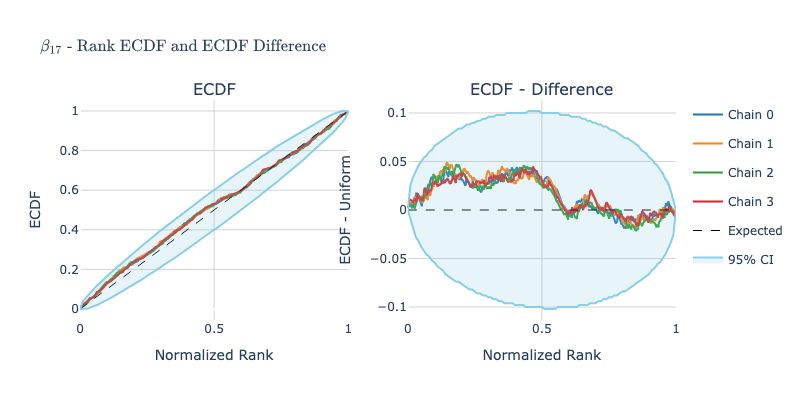 β₁₇ - Rank ECDF and ECDF Difference
ECDF
ECDF - Difference
ECDF
1
0.8
0.6
0.4
0.2
0
0
0.5
1
Normalized Rank
ECDF - Uniform
0.1
0.05
0
−0.05
−0.1
0
0.5
1
Normalized Rank
Chain 0
Chain 1
Chain 2
Chain 3
Expected
95% CI